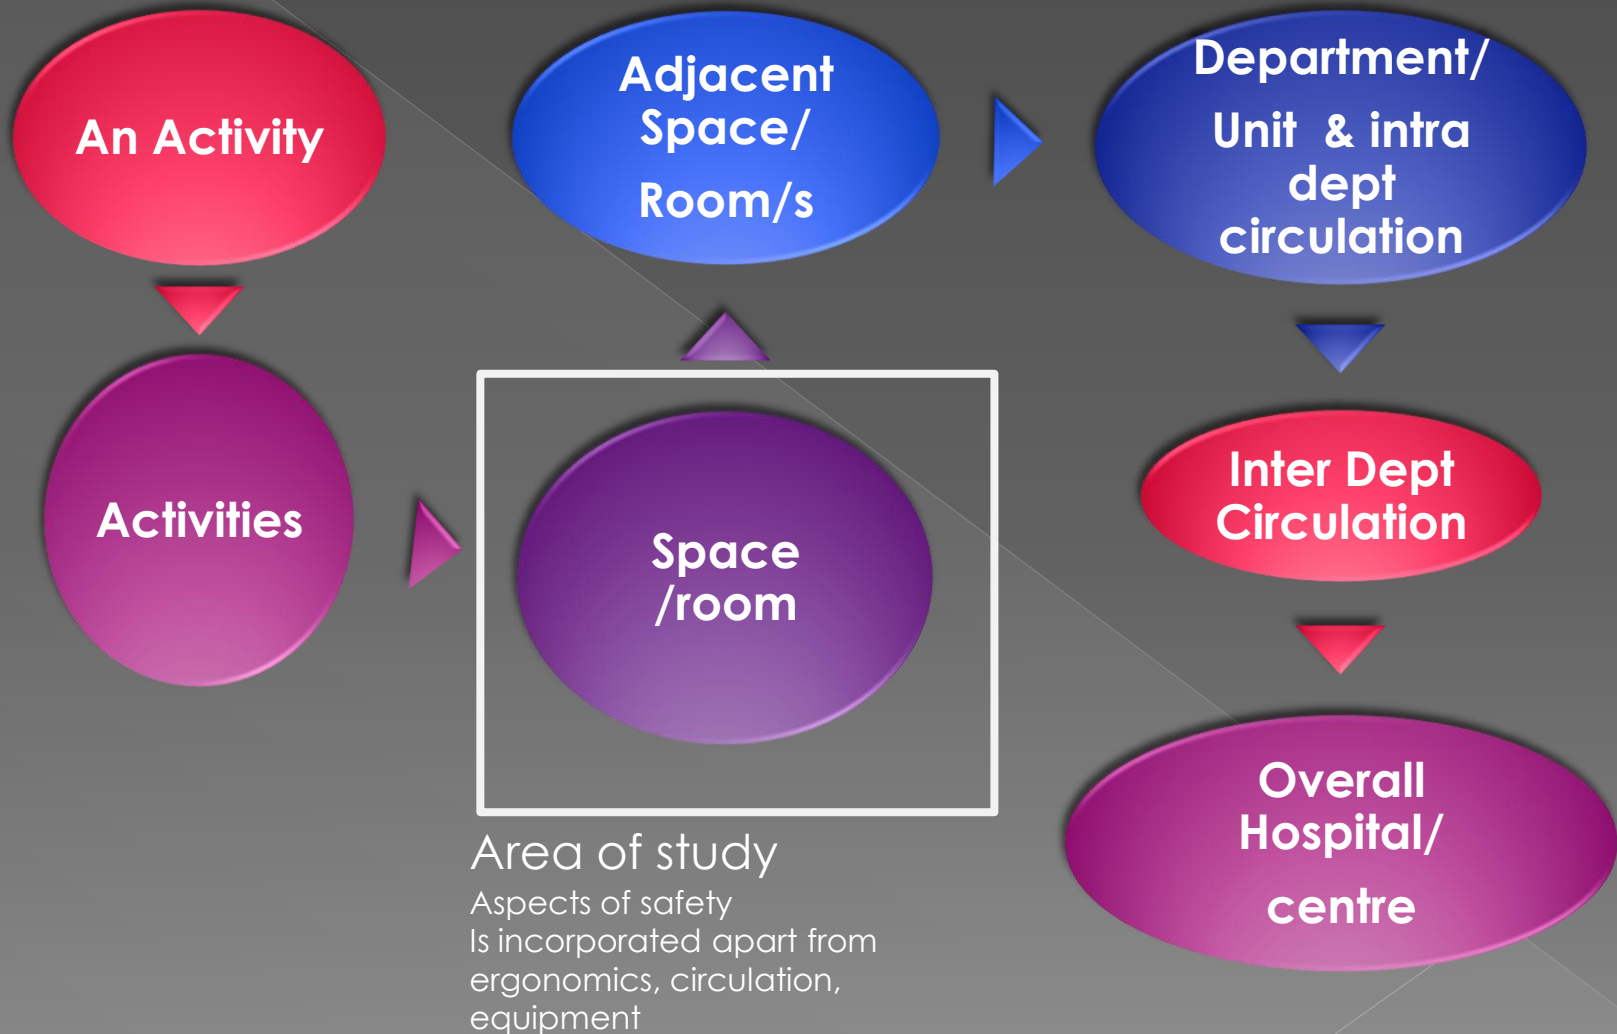 An Activity
Activities
Space
/room
Area of study
Aspects of safety
Is incorporated apart from
ergonomics, circulation,
equipment
Adjacent
Space/
Room/s
Department/
Unit & intra
dept
circulation
Inter Dept
Circulation
Overall
Hospital/
centre